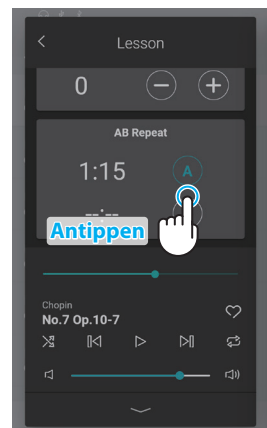 Lesson
0
AB Repeat
1:15
A
--:--
Antippen
Chopin
No.7 Op.10-7